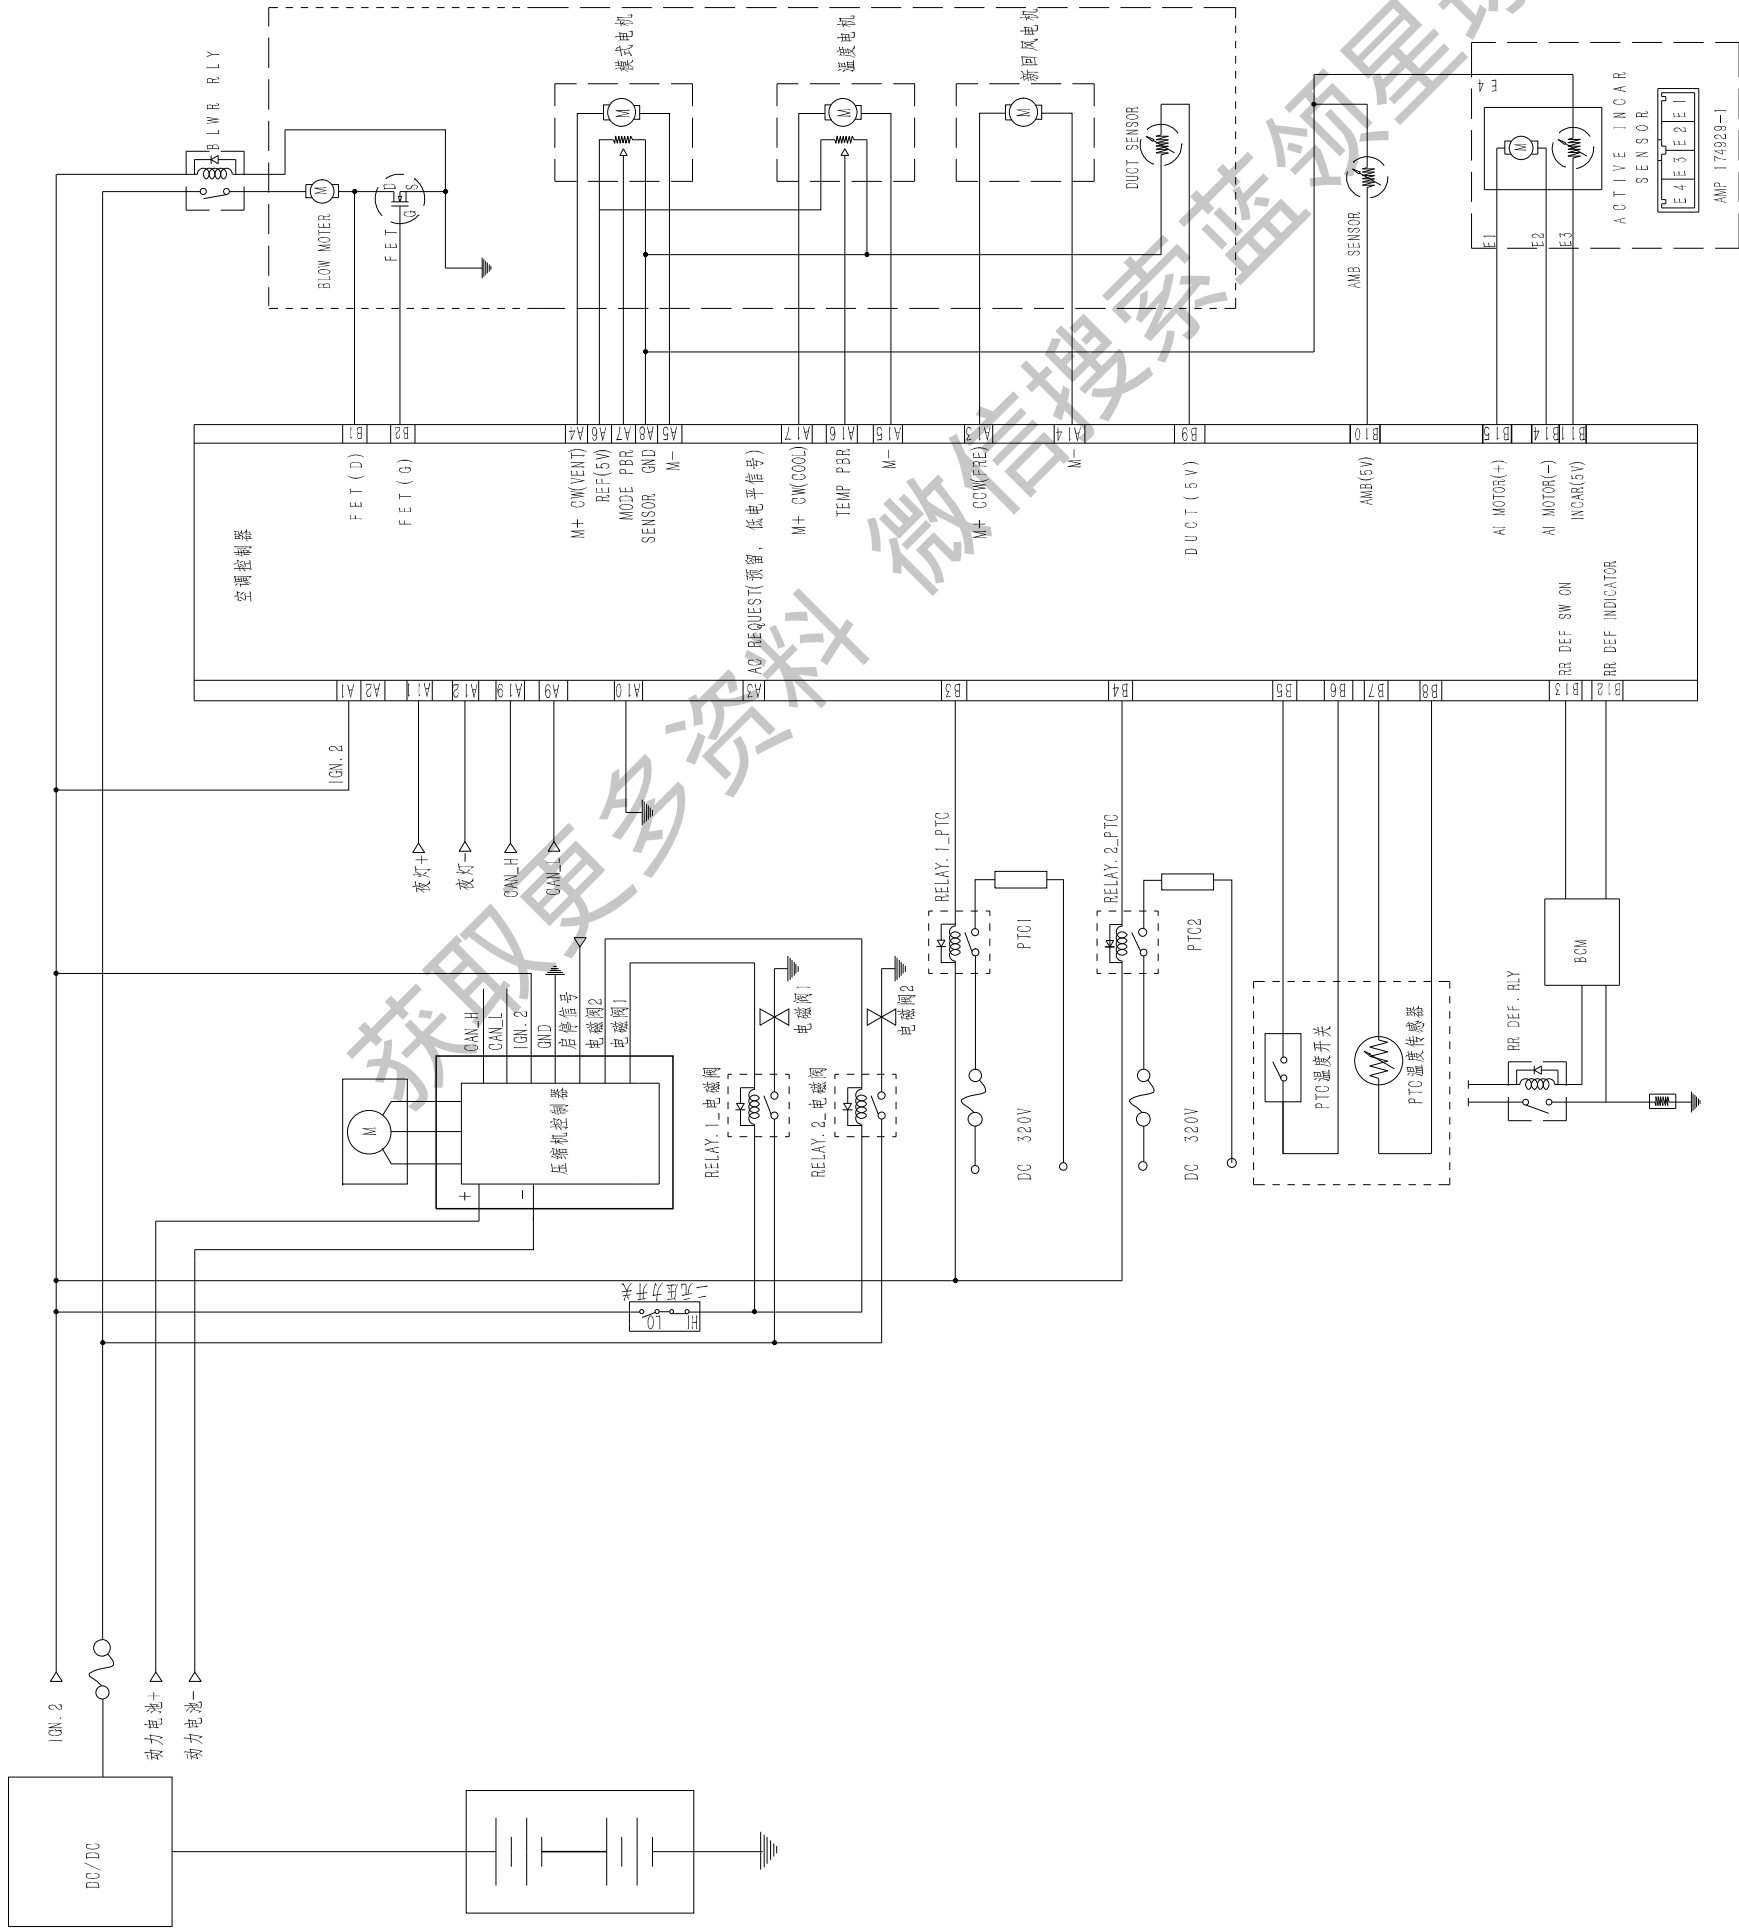 BLWR RLY
BLOW MOTER
FET
D
S
G
M
模式电机
M
温度电机
M
新回风电机
M
DUCT SENSOR
AMB SENSOR
E4
M
E1
E2
E3
ACTIVE INCAR
SENSOR
E4 E3 E2 E1
AMP 174929-1
B1
B2
A4
A6
A7
A8
A5
A17
A16
A15
A13
A14
B9
B10
B15
B14
B11
FET(D)
FET(G)
M+ CW(VENT)
REF(5V)
MODE PBR
SENSOR GND
M-
AC REQUEST(预留，低电平信号)
M+ CW(COOL)
TEMP PBR
M-
M+ CCW(FRE)
M-
DUCT(5V)
AMB(5V)
AI MOTOR(+)
AI MOTOR(-)
INCAR(5V)
空调控制器
RR DEF SW ON
RR DEF INDICATOR
A1
A2
A11
A12
A19
A9
A10
A3
B3
B4
B5
B6
B7
B8
B13
B12
IGN.2
夜灯+
夜灯-
CAN_H
CAN_L
RELAY.1_PTC
PTC1
RELAY.2_PTC
PTC2
BCM
RR DEF. RLY
CAN_H
CAN_L
IGN.2
GND
启停信号
电磁阀2
电磁阀1
M
压缩机控制器
+
-
电磁阀1
电磁阀2
RELAY.1_电磁阀
RELAY.2_电磁阀
DC 320V
DC 320V
PTC温度开关
PTC温度传感器
二元压力开关
LO
HI
IGN.2
动力电池+
动力电池-
DC/DC
获取更多资料 微信搜索蓝领星球